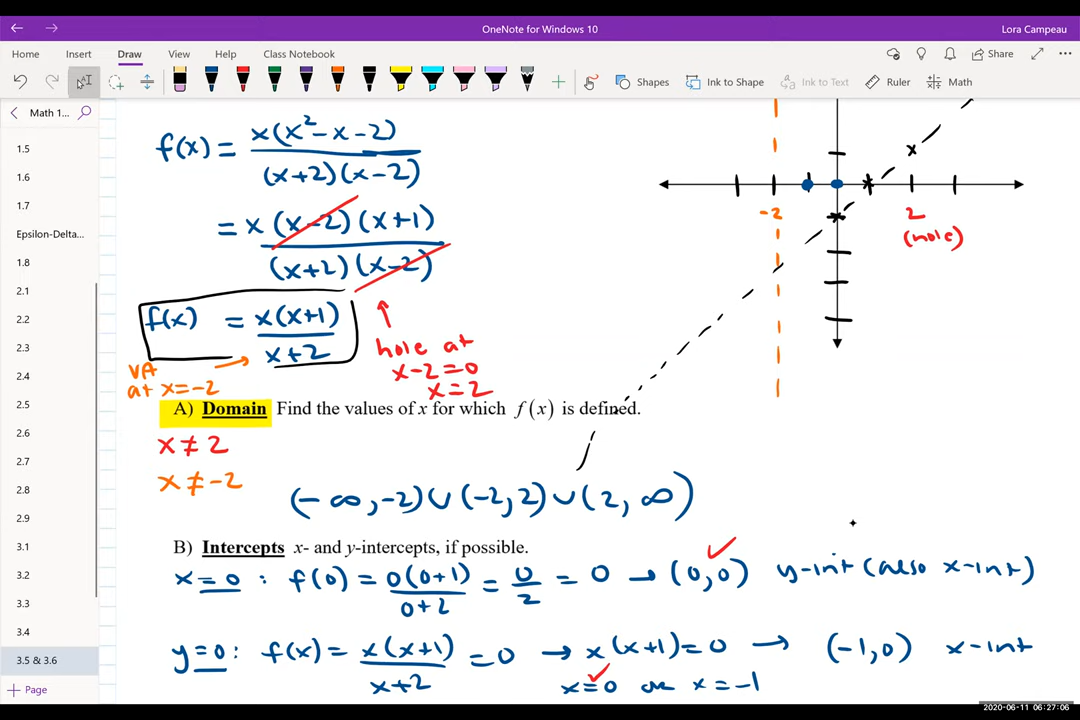 OneNote for Windows 10
Lora Campeau
Home Insert Draw View Help Class Notebook
Share
Shapes Ink to Shape Ink to Text Ruler Math
Math 1...
1.5
1.6
1.7
Epsilon-Delta...
1.8
2.1
2.2
2.3
2.4
2.5
2.6
2.7
2.8
2.9
3.1
3.2
3.3
3.4
3.5 & 3.6
+ Page
f(x) = x(x²-x-2) / (x+2)(x-2)
= x(x-2)(x+1) / (x+2)(x-2)
f(x) = x(x+1) / x+2
VA
at x=-2
hole at
x-2=0
x=2
-2
2
(hole)
A) Domain Find the values of x for which f(x) is defined.
x≠2
x≠-2
(-∞,-2)∪(-2,2)∪(2,∞)
B) Intercepts x- and y-intercepts, if possible.
x=0: f(0) = 0(0+1) / 0+2 = 0/2 = 0 → (0,0) y-int (also x-int)
y=0: f(x) = x(x+1) / x+2 = 0 → x(x+1)=0 → (-1,0) x-int
x=0 or x=-1
2020-06-11 06:27:06